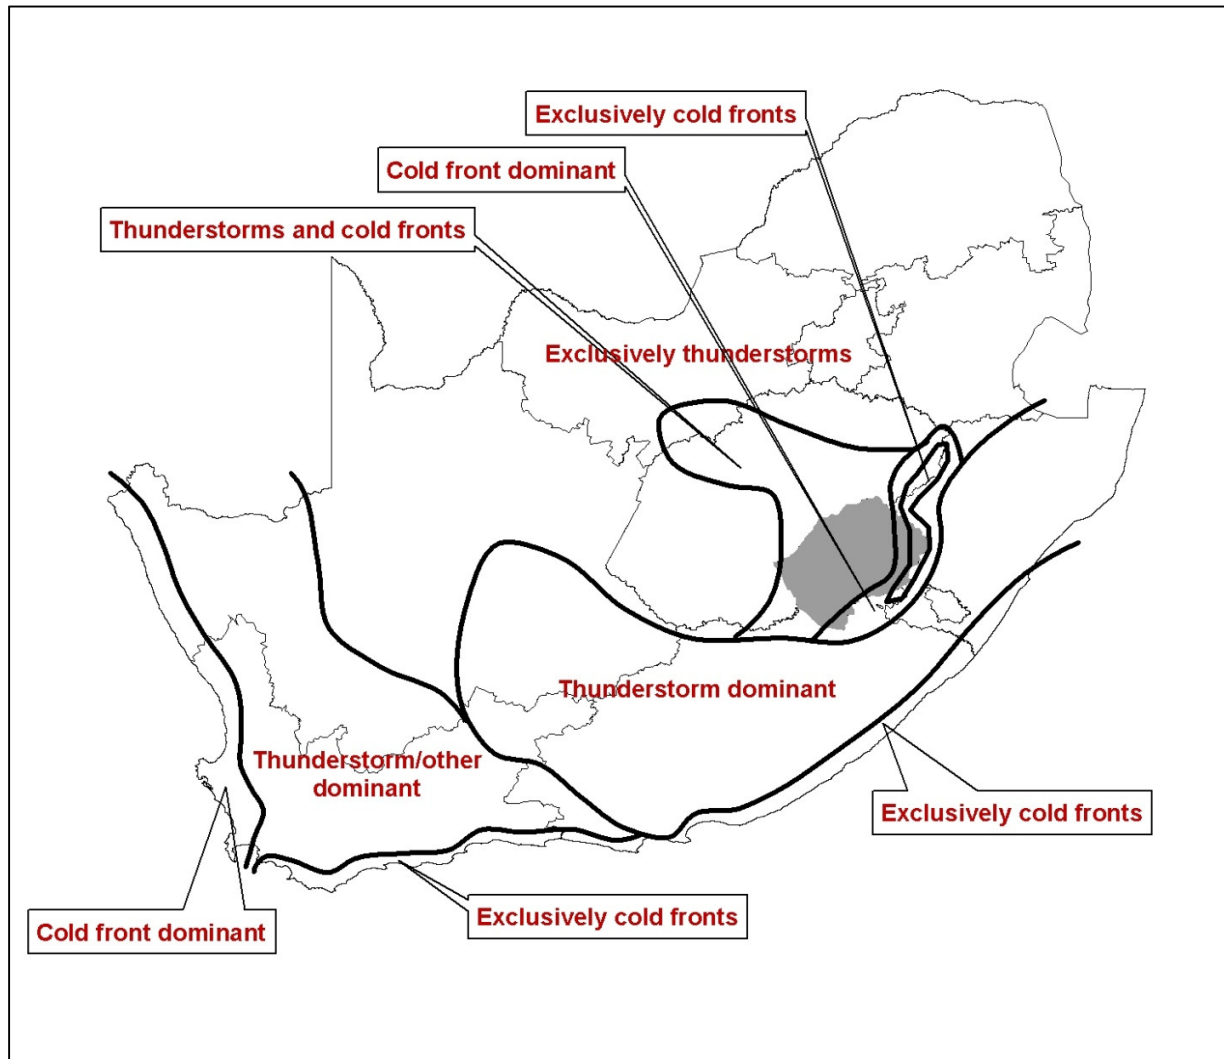 Exclusively cold fronts
Cold front dominant
Thunderstorms and cold fronts
Exclusively thunderstorms
Thunderstorm dominant
Thunderstorm/other
dominant
Exclusively cold fronts
Exclusively cold fronts
Cold front dominant